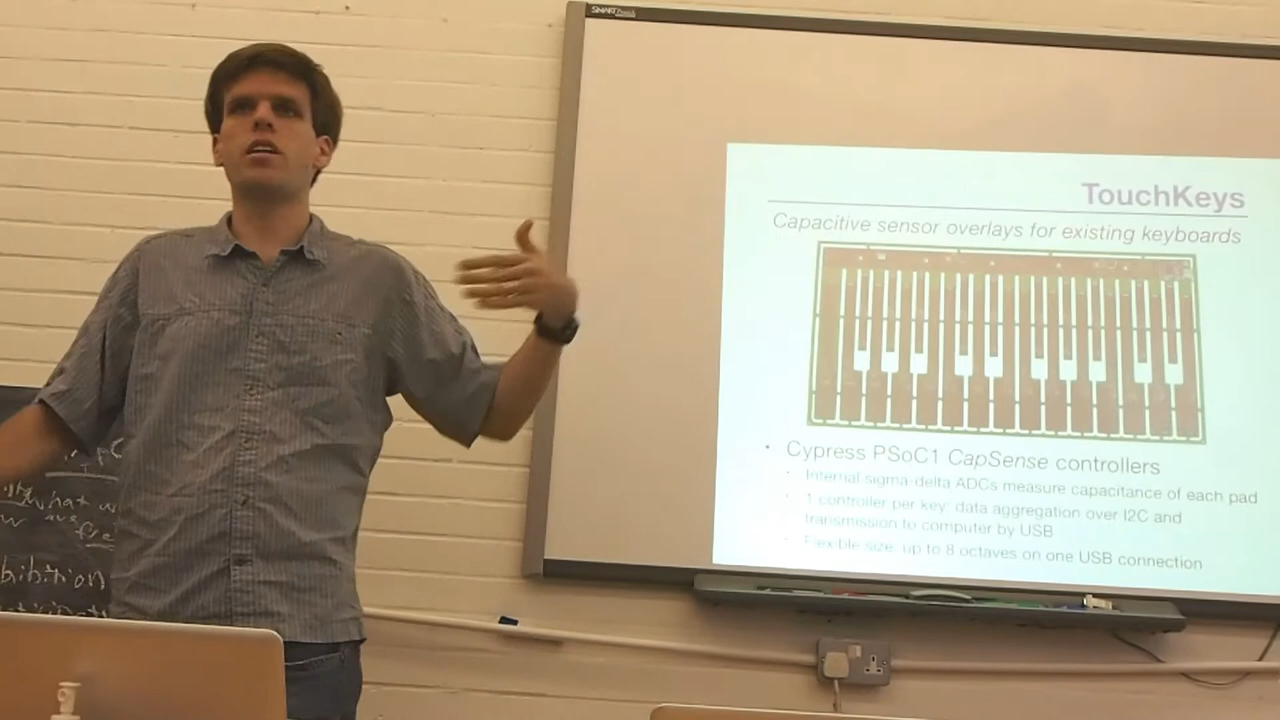 SMART
TouchKeys
Capacitive sensor overlays for existing keyboards
• Cypress PSoC1 CapSense controllers
· Internal sigma-delta ADCs measure capacitance of each pad
· 1 controller per key: data aggregation over I2C and
transmission to computer by USB
· Flexible size: up to 8 octaves on one USB connection
what
bibition